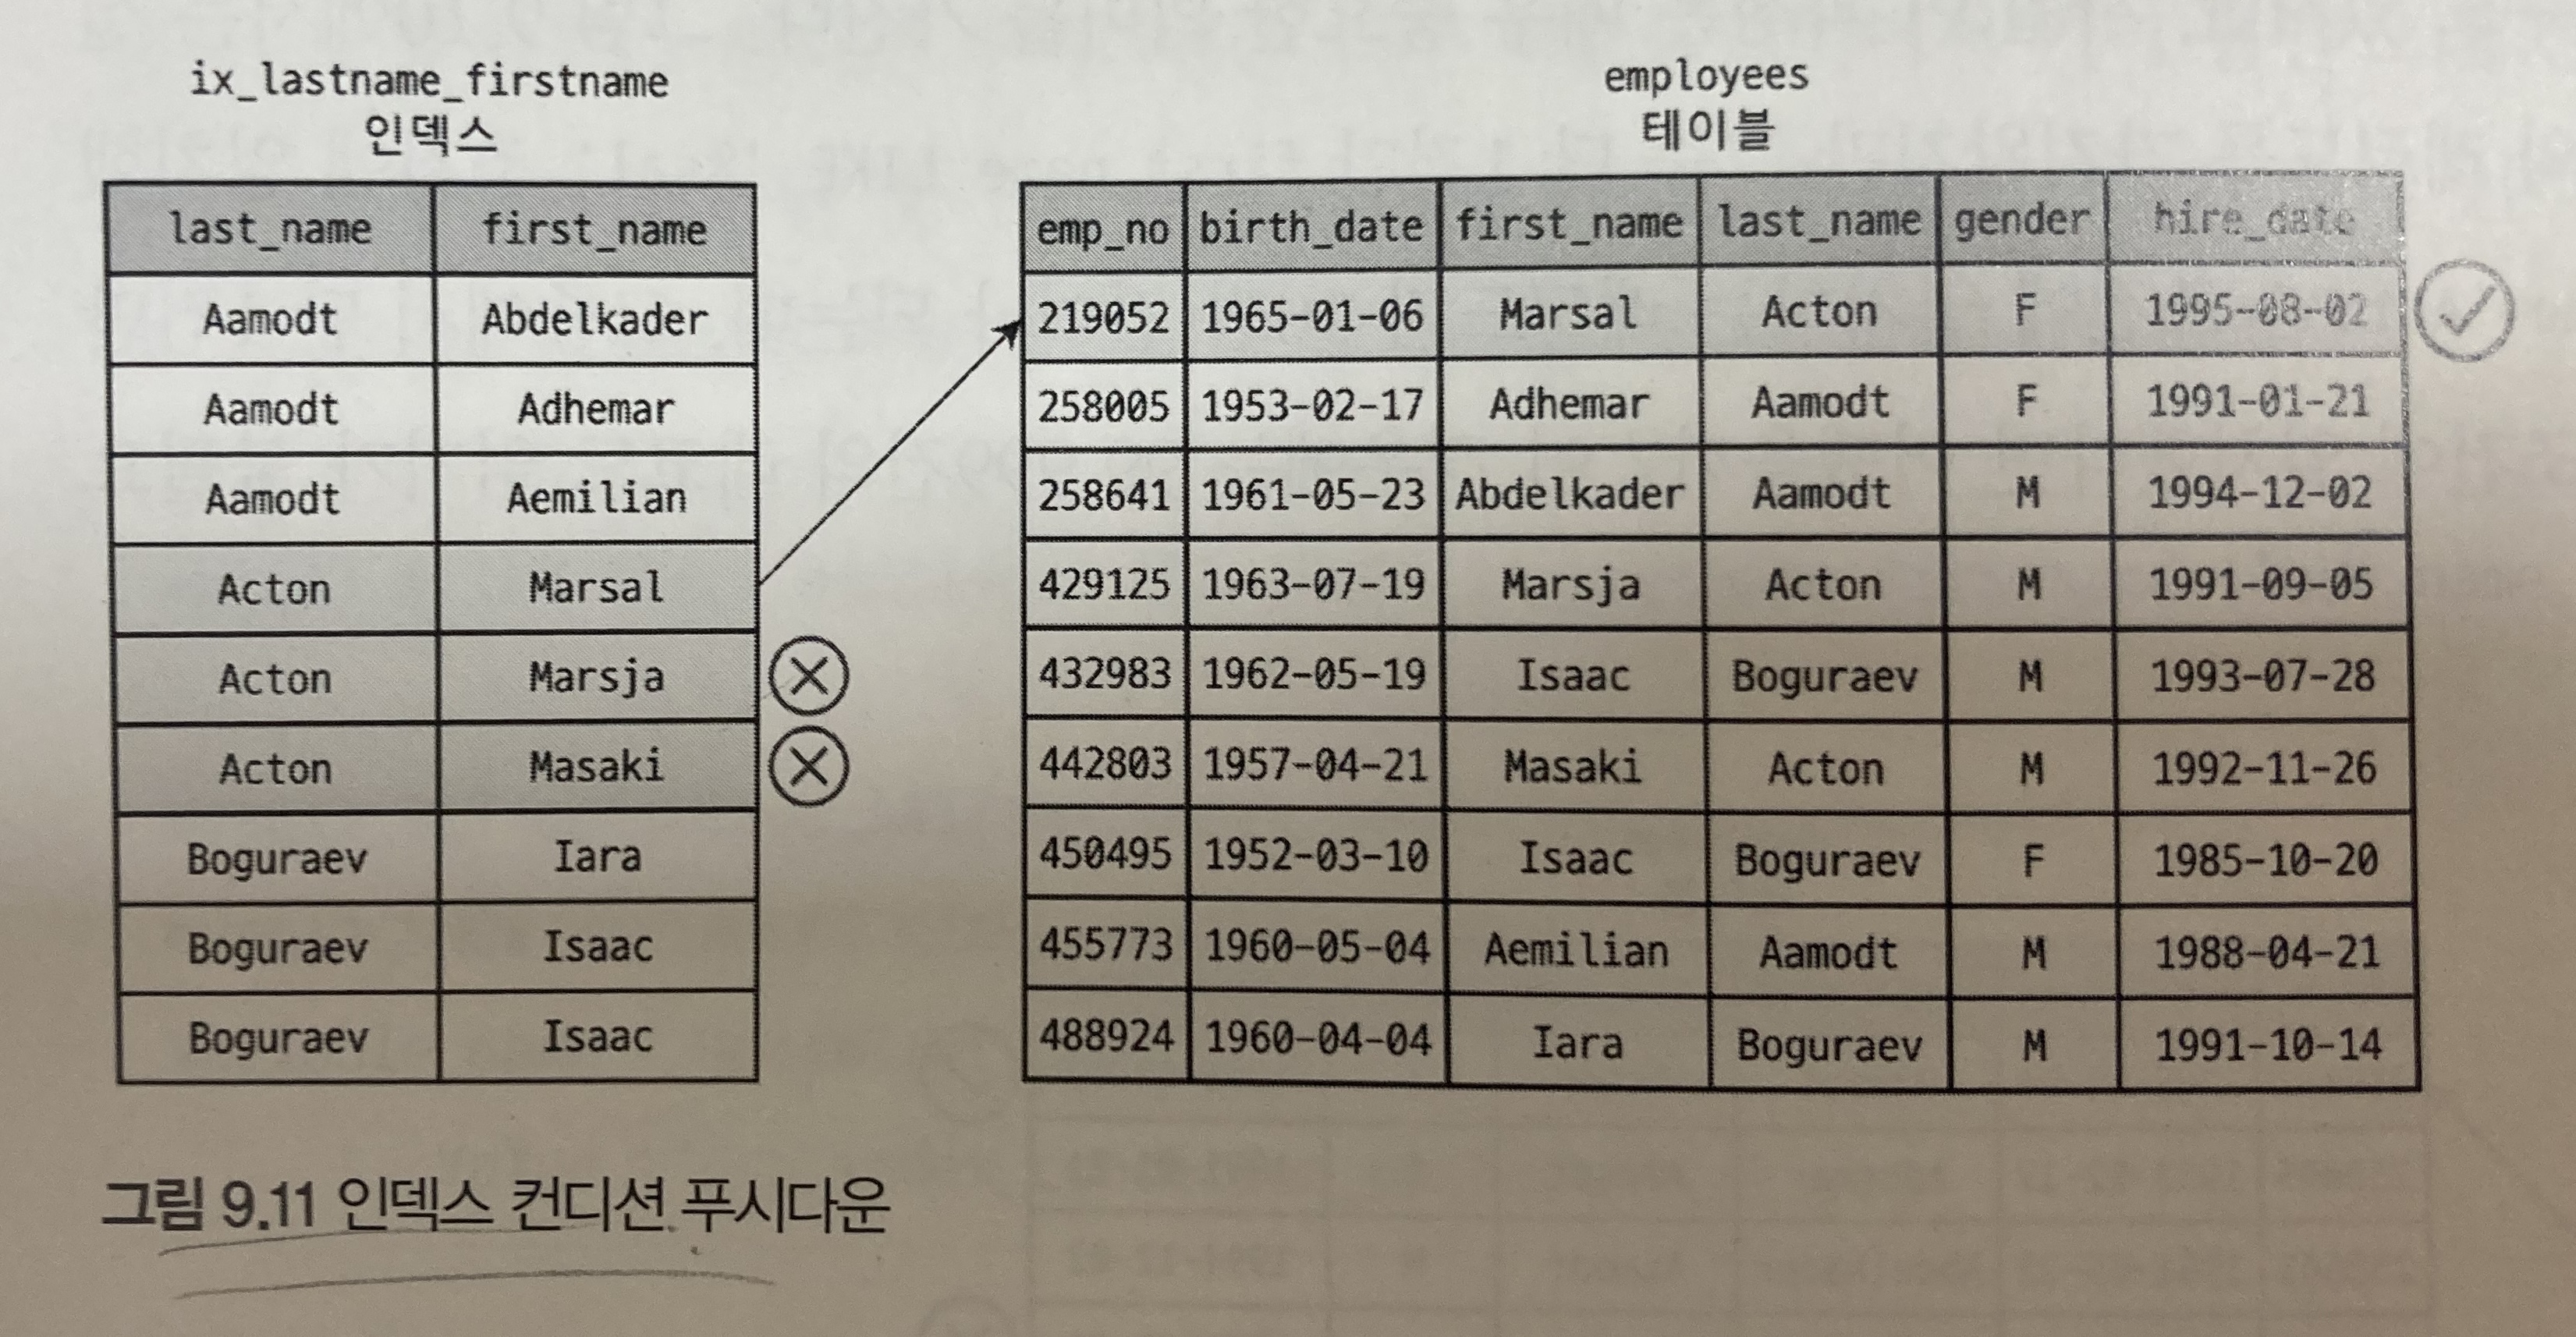 ix_lastname_firstname
인덱스
last_name first_name
Aamodt Abdelkader
Aamodt Adhemar
Aamodt Aemilian
Acton Marsal
Acton Marsja
Acton Masaki
Boguraev Iara
Boguraev Isaac
Boguraev Isaac
employees
테이블
emp_no birth_date first_name last_name gender hire_date
219052 1965-01-06 Marsal Acton F 1995-08-02
258005 1953-02-17 Adhemar Aamodt F 1991-01-21
258641 1961-05-23 Abdelkader Aamodt M 1994-12-02
429125 1963-07-19 Marsja Acton M 1991-09-05
432983 1962-05-19 Isaac Boguraev M 1993-07-28
442803 1957-04-21 Masaki Acton M 1992-11-26
450495 1952-03-10 Isaac Boguraev F 1985-10-20
455773 1960-05-04 Aemilian Aamodt M 1988-04-21
488924 1960-04-04 Iara Boguraev M 1991-10-14
그림 9.11 인덱스 컨디션 푸시다운